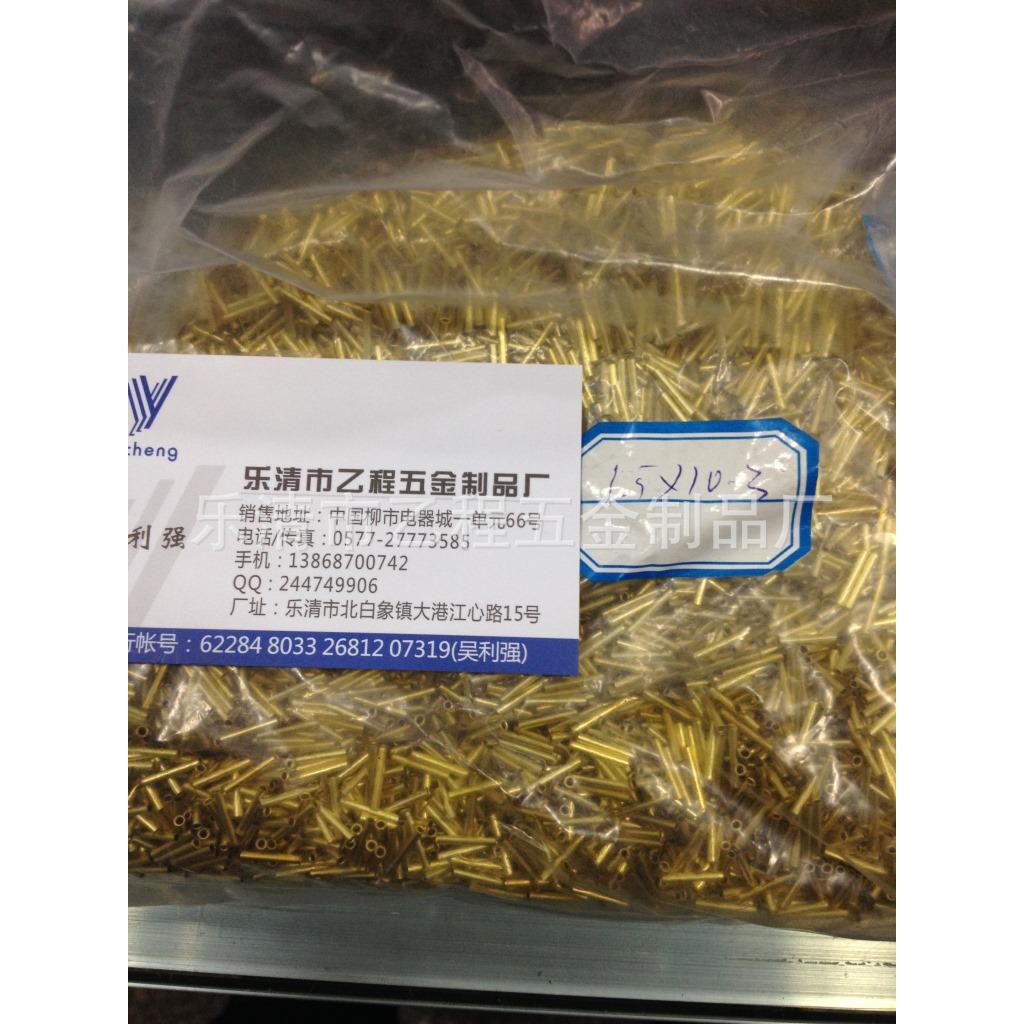 cheng
乐清市乙程五金制品厂
利强
销售地址：中国柳市电器城一单元66号
电话/传真：0577-27773585
手机：13868700742
QQ：244749906
厂址：乐清市北白象镇大港江心路15号
行帐号：62284 8033 26812 07319(吴利强)
1.5X10.3
乐清市乙程五金制品厂